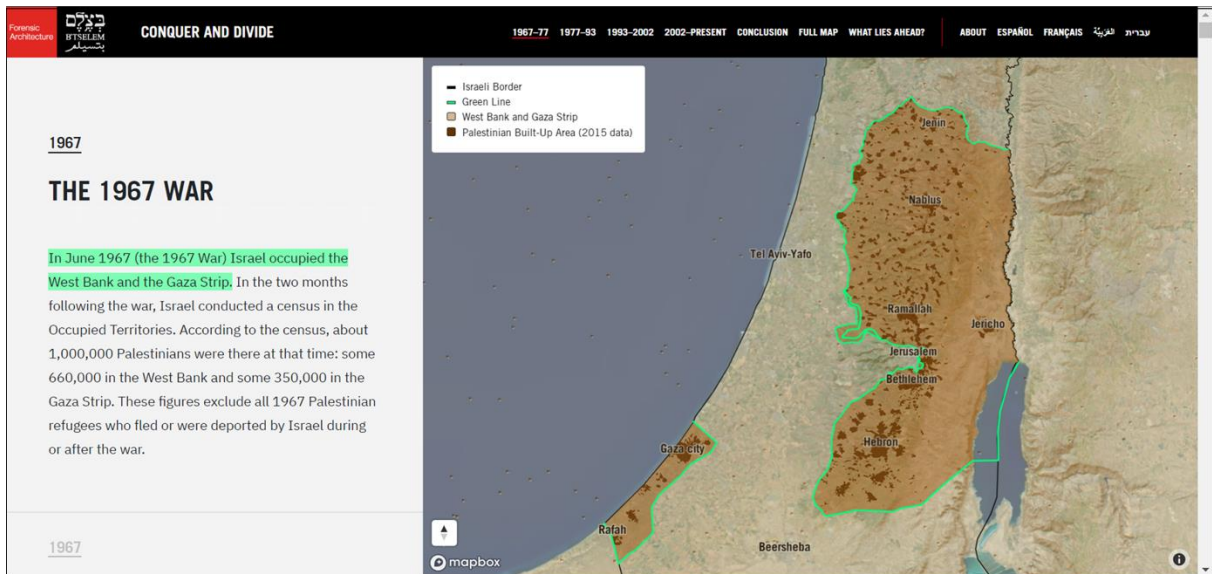 Forensic
Architecture
בצלם
B'TSELEM
بتسيلم
CONQUER AND DIVIDE
1967–77 1977–93 1993–2002 2002–PRESENT CONCLUSION FULL MAP WHAT LIES AHEAD? ABOUT ESPAÑOL FRANÇAIS العَرَبِيَّة עברית
1967
THE 1967 WAR
In June 1967 (the 1967 War) Israel occupied the
West Bank and the Gaza Strip. In the two months
following the war, Israel conducted a census in the
Occupied Territories. According to the census, about
1,000,000 Palestinians were there at that time: some
660,000 in the West Bank and some 350,000 in the
Gaza Strip. These figures exclude all 1967 Palestinian
refugees who fled or were deported by Israel during
or after the war.
1967
Israeli Border
Green Line
West Bank and Gaza Strip
Palestinian Built-Up Area (2015 data)
Jenin
Nablus
Tel Aviv-Yafo
Ramallah
Jericho
Jerusalem
Bethlehem
Hebron
Gaza city
Rafah
Beersheba
mapbox